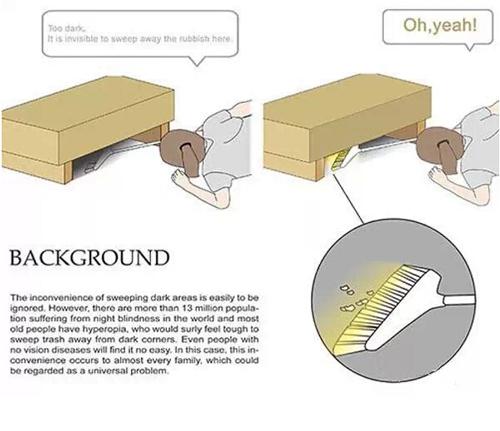 Too dark,
It is invisible to sweep away the rubbish here.
Oh,yeah!
BACKGROUND
The inconvenience of sweeping dark areas is easily to be
ignored. However, there are more than 13 million popula-
tion suffering from night blindness in the world and most
old people have hyperopia, who would surly feel tough to
sweep trash away from dark corners. Even people with
no vision diseases will find it no easy. In this case, this in-
convenience occurs to almost every family, which could
be regarded as a universal problem.